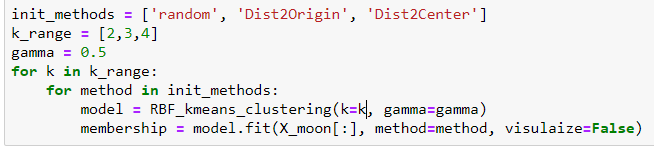 init_methods = ['random', 'Dist2Origin', 'Dist2Center']
k_range = [2,3,4]
gamma = 0.5
for k in k_range:
    for method in init_methods:
        model = RBF_kmeans_clustering(k=k, gamma=gamma)
        membership = model.fit(X_moon[:], method=method, visulaize=False)